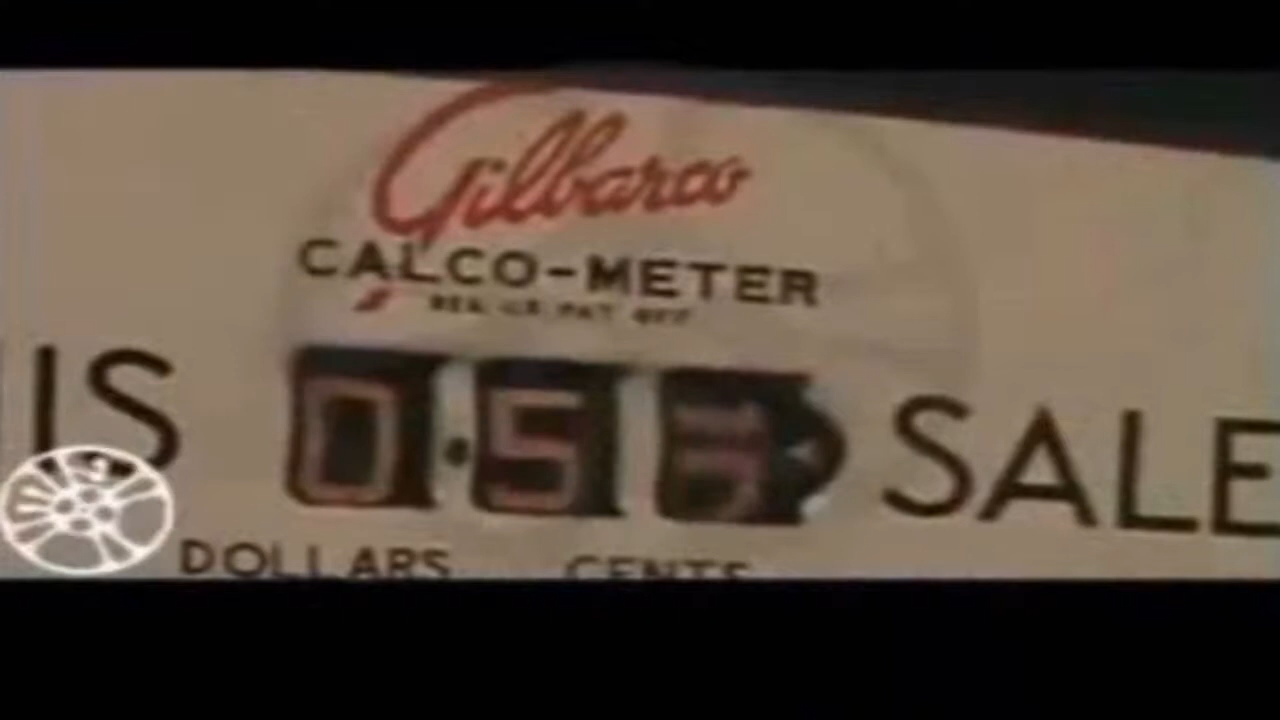 Gilbarco
CALCO-METER
REG. U.S. PAT. OFF.
IS 0.5 SALE
DOLLARS CENTS